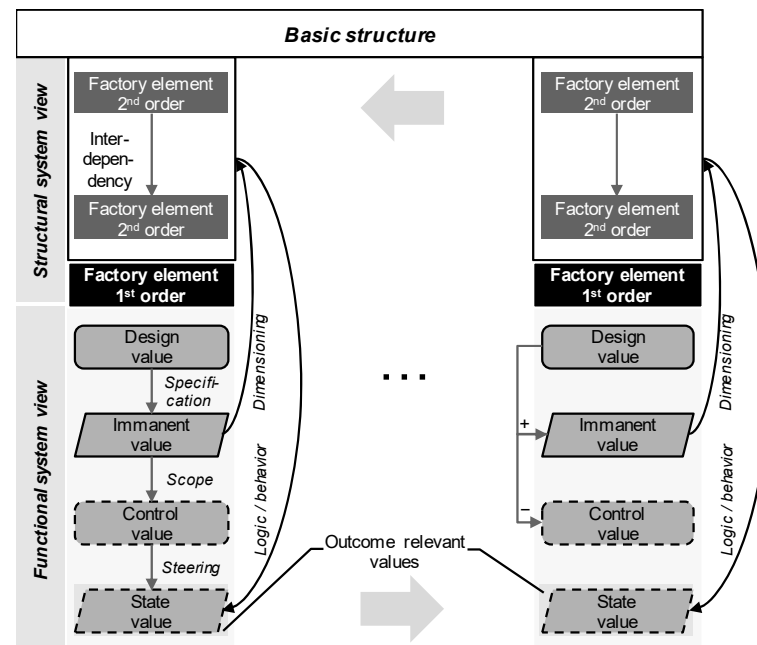 Basic structure
Structural system view
Factory element
2nd order
Inter-
depen-
dency
Factory element
2nd order
Factory element
1st order
Factory element
2nd order
Factory element
2nd order
Factory element
1st order
Functional system view
Design
value
Specifi-
cation
Immanent
value
Scope
Control
value
Steering
State
value
Dimensioning
Logic / behavior
...
Outcome relevant
values
Design
value
+
Immanent
value
−
Control
value
State
value
Dimensioning
Logic / behavior